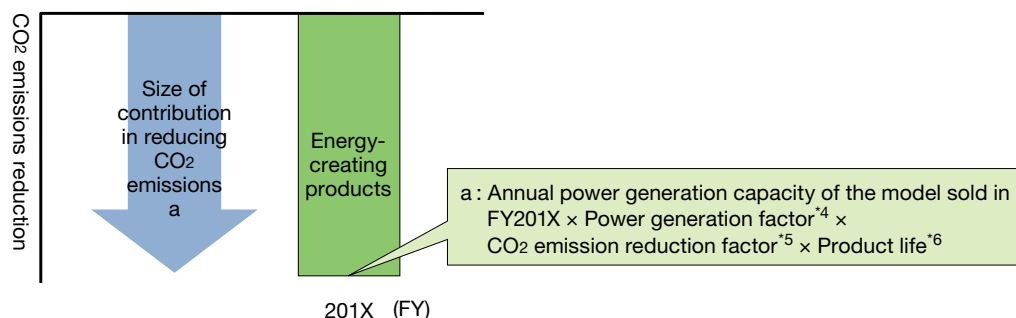 CO2 emissions reduction
Size of
contribution
in reducing
CO2
emissions
a
Energy-
creating
products
a : Annual power generation capacity of the model sold in
FY201X × Power generation factor*4 ×
CO2 emission reduction factor*5 × Product life*6
201X (FY)